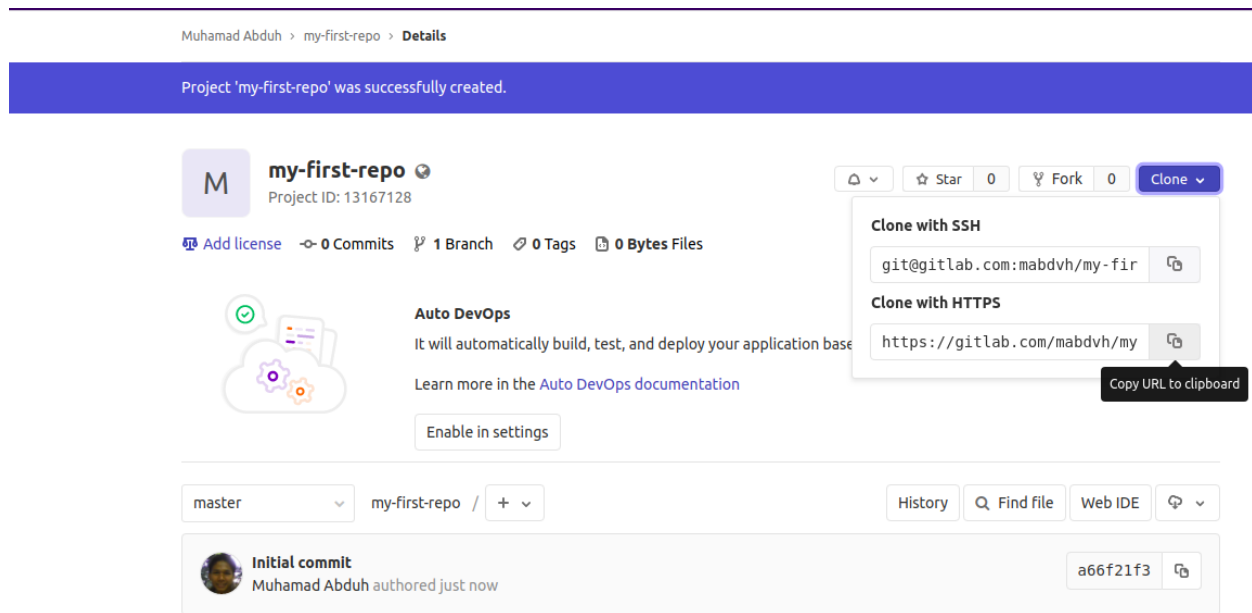 Muhamad Abduh › my-first-repo › Details
Project 'my-first-repo' was successfully created.
M
my-first-repo
Project ID: 13167128
Star 0
Fork 0
Clone
Add license
0 Commits
1 Branch
0 Tags
0 Bytes Files
Clone with SSH
git@gitlab.com:mabdvh/my-fir
Clone with HTTPS
https://gitlab.com/mabdvh/my
Copy URL to clipboard
Auto DevOps
It will automatically build, test, and deploy your application base
Learn more in the Auto DevOps documentation
Enable in settings
master
my-first-repo / +
History
Find file
Web IDE
Initial commit
Muhamad Abduh authored just now
a66f21f3